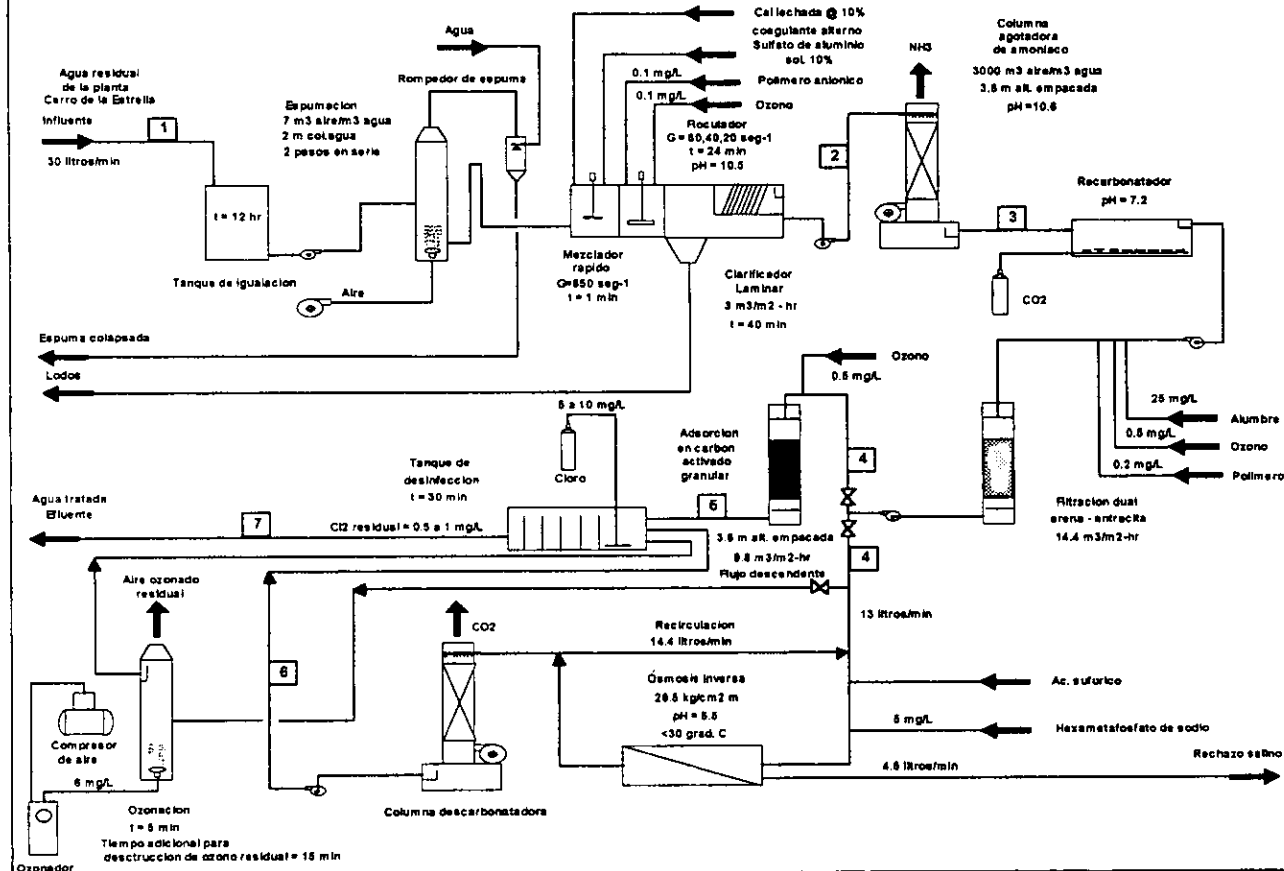 Cal lechada @ 10%
coagulante alterno
Sulfato de aluminio
sol. 10%
0.1 mg/L
Polimero anionico
0.1 mg/L
Ozono
Agua
Rompedor de espuma
Agua residual
de la planta
Cerro de la Estrella
Influente
1
30 litros/min
Espumacion
7 m3 aire/m3 agua
2 m col.agua
2 pasos en serie
t = 12 hr
Tanque de igualacion
Aire
Floculador
G = 60,40,20 seg-1
t = 24 min
pH = 10.5
Mezclador
rapido
G=850 seg-1
t = 1 min
Clarificador
Laminar
3 m3/m2 - hr
t = 40 min
2
NH3
Columna
agotadora
de amoniaco
3000 m3 aire/m3 agua
3.6 m alt. empacada
pH =10.6
3
Recarbonatador
pH = 7.2
CO2
Espuma colapsada
Lodos
Ozono
0.5 mg/L
25 mg/L
Alumbre
0.5 mg/L
Ozono
0.2 mg/L
Polimero
Filtracion dual
arena - antracita
14.4 m3/m2-hr
5 a 10 mg/L
Cloro
Adsorcion
en carbon
activado
granular
4
5
Tanque de
desinfeccion
t = 30 min
Agua tratada
Efluente
7
Cl2 residual = 0.5 a 1 mg/L
3.6 m alt. empacada
9.8 m3/m2-hr
Flujo descendente
4
13 litros/min
Aire ozonado
residual
6
CO2
Recirculacion
14.4 litros/min
Ósmosis Inversa
28.5 kg/cm2 m
pH = 5.5
<30 grad. C
Ac. sulfurico
5 mg/L
Hexametafosfato de sodio
4.6 litros/min
Rechazo salino
Compresor
de aire
6 mg/L
Columna descarbonatadora
Ozonacion
t = 5 min
Tiempo adicional para
desctruccion de ozono residual = 15 min
Ozonador